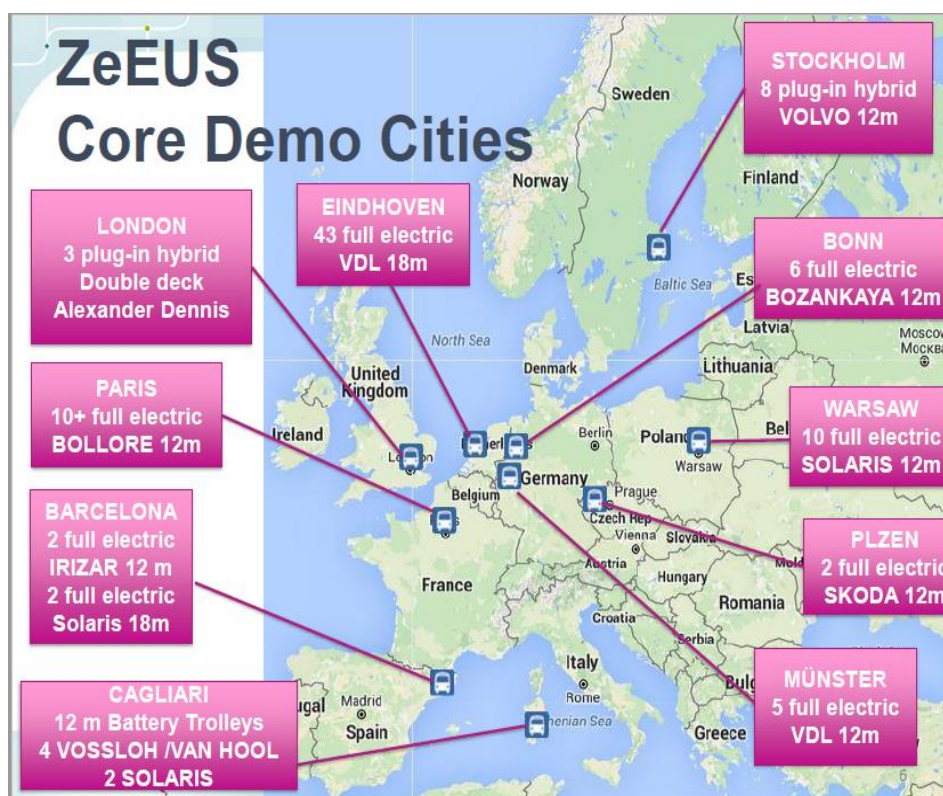 ZeEUS
Core Demo Cities
STOCKHOLM
8 plug-in hybrid
VOLVO 12m
LONDON
3 plug-in hybrid
Double deck
Alexander Dennis
EINDHOVEN
43 full electric
VDL 18m
BONN
6 full electric
BOZANKAYA 12m
PARIS
10+ full electric
BOLLORE 12m
WARSAW
10 full electric
SOLARIS 12m
BARCELONA
2 full electric
IRIZAR 12 m
2 full electric
Solaris 18m
PLZEN
2 full electric
SKODA 12m
CAGLIARI
12 m Battery Trolleys
4 VOSSLOH /VAN HOOL
2 SOLARIS
MÜNSTER
5 full electric
VDL 12m
Sweden
Norway
Finland
Baltic Sea
Latvia
Moscow
Москва
North Sea
Denmark
Lithuania
United
Kingdom
Ireland
Berlin
Poland
Warsaw
Belgium
Germany
Prague
Czech Rep
Vienna
Slovakia
Austria
Hungary
France
Romania
Croatia
Serbia
Italy
Rome
Madrid
Spain
Greece